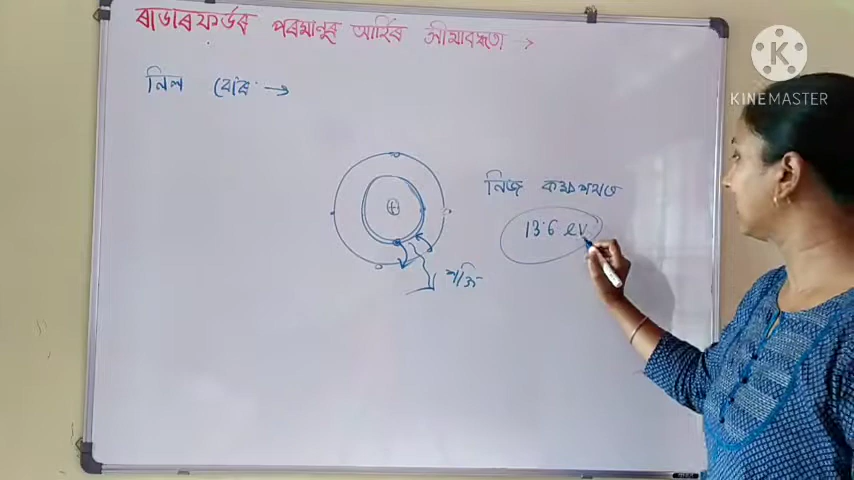 ৰাডাৰফৰ্ডৰ পৰমাণুৰ আৰ্হিৰ সীমাবদ্ধতা →
নিল বোৰ: →
নিজ কক্ষপথত
13.6 eV
+
শক্তি
K
KINEMASTER